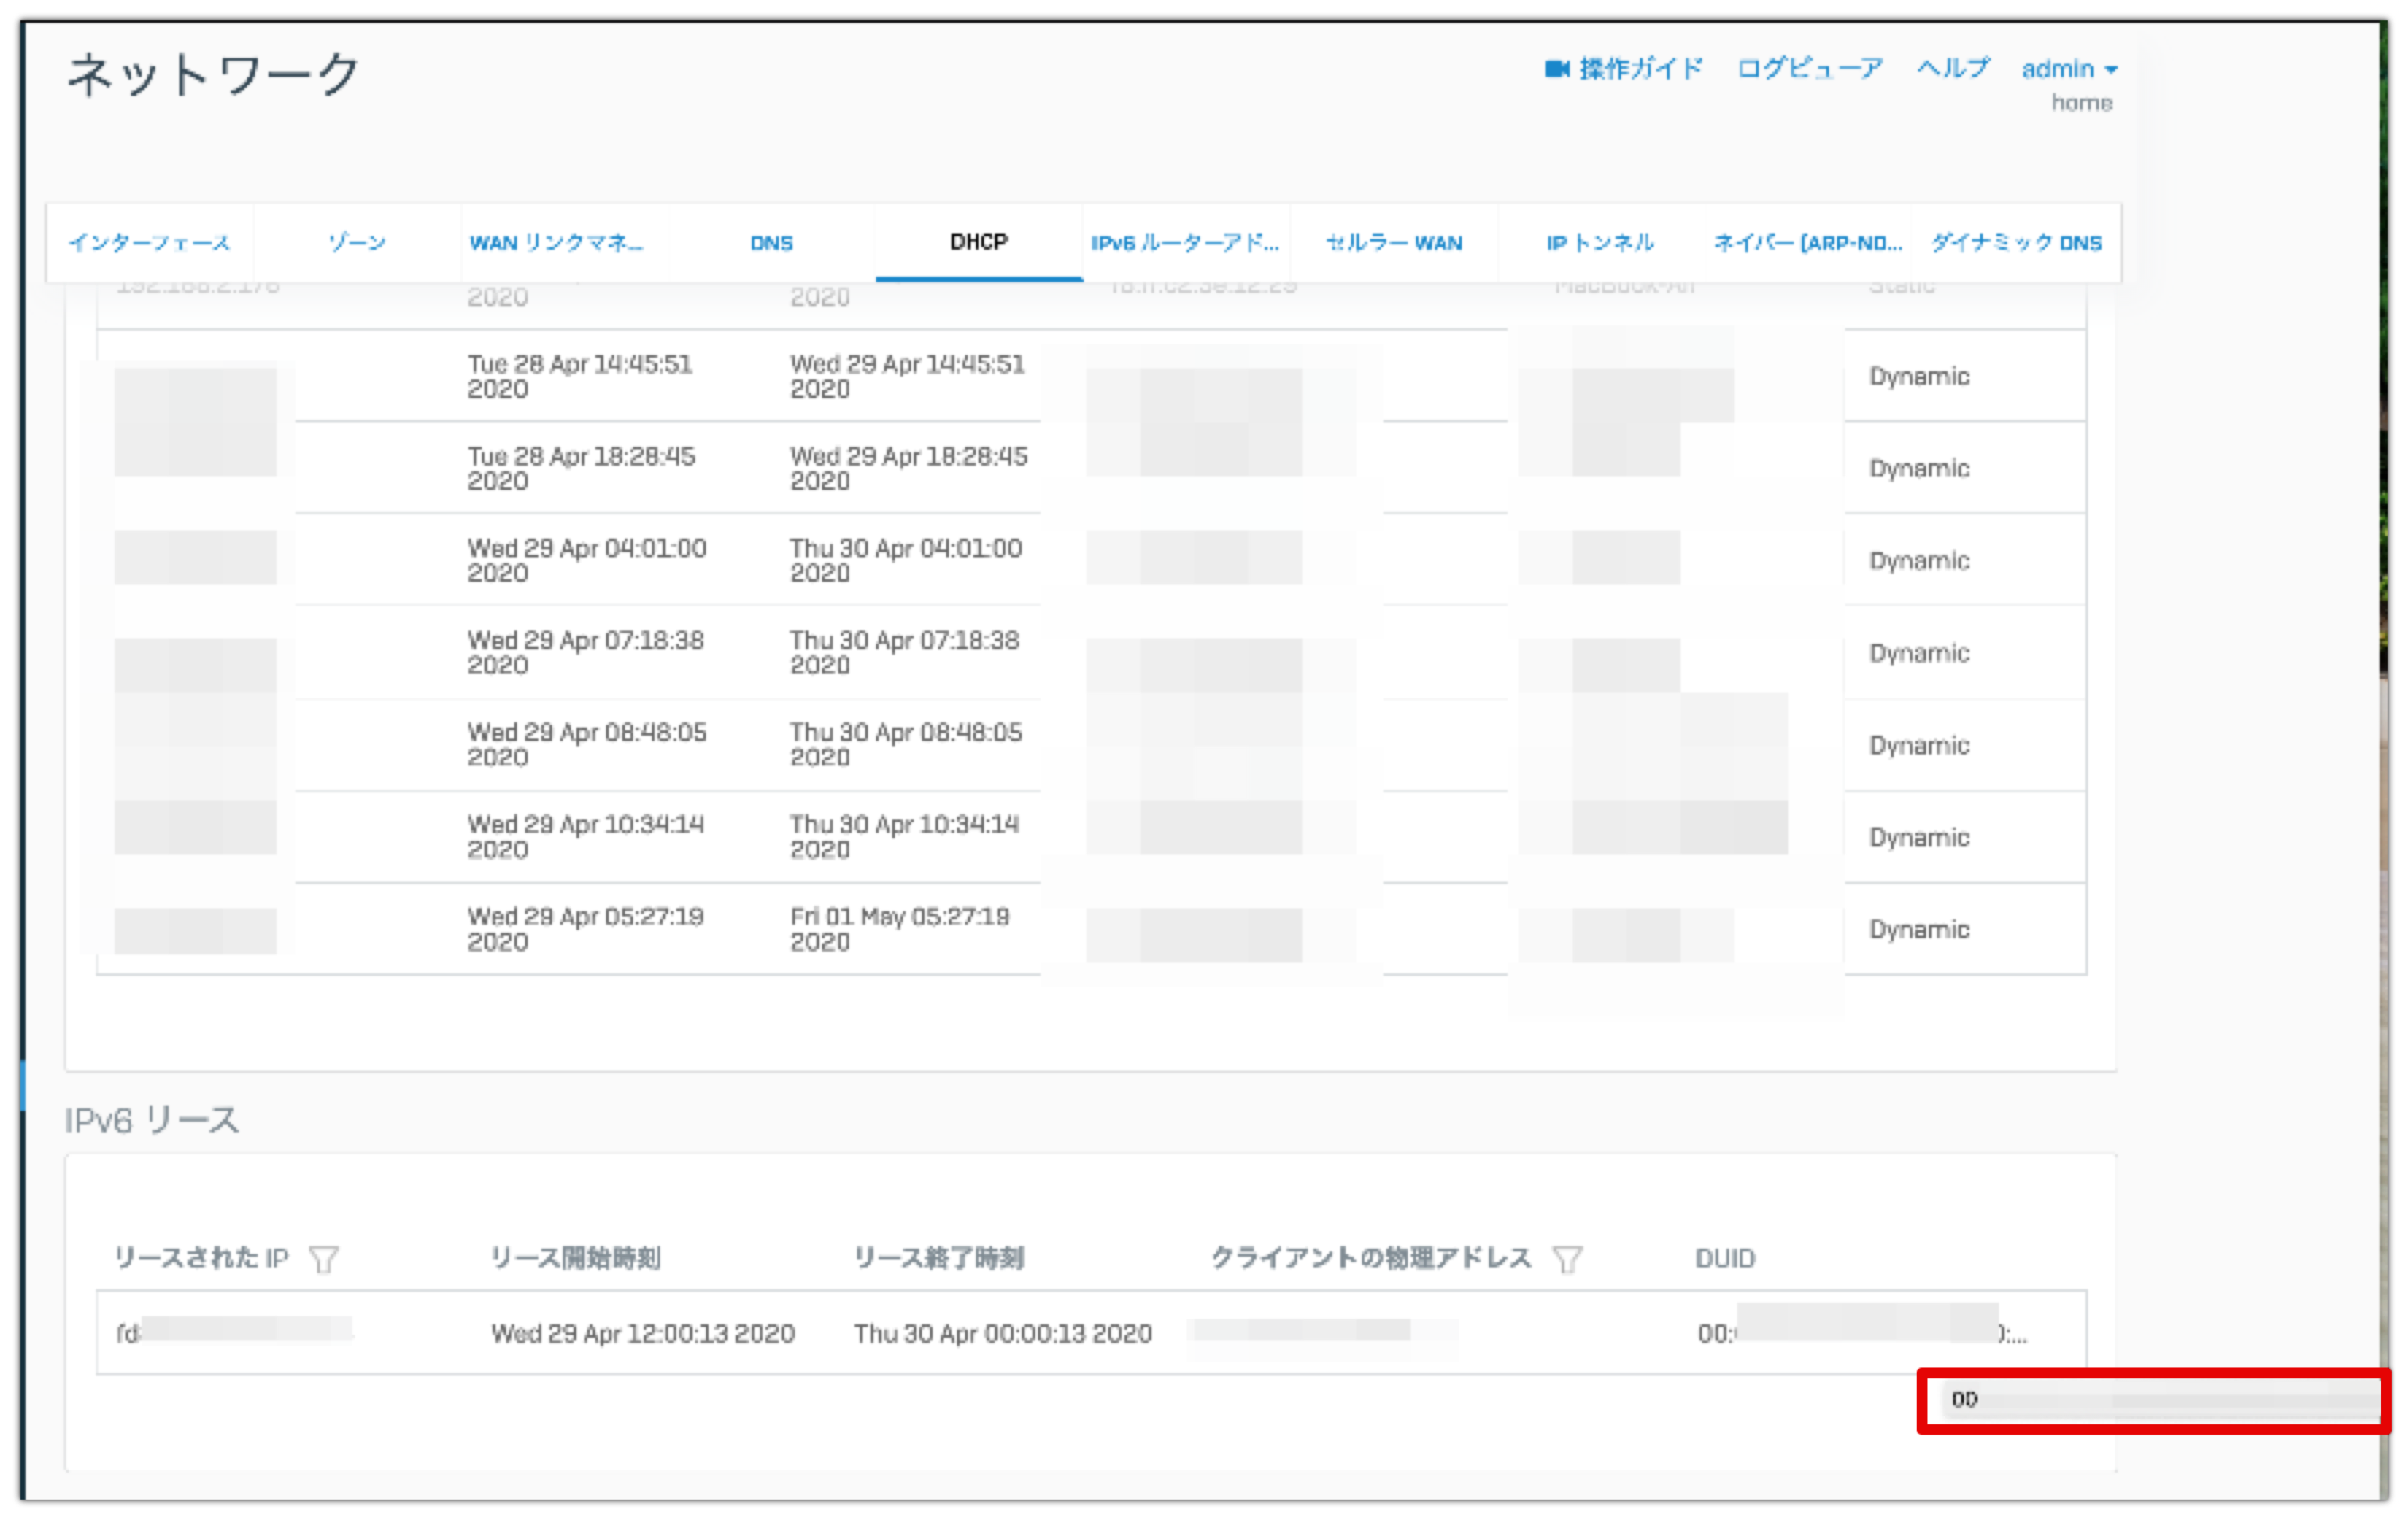 ネットワーク
操作ガイド ログビューア ヘルプ admin
home
インターフェース ゾーン WAN リンクマネ... DNS DHCP IPv6 ルーターアド... セルラー WAN IP トンネル ネイバー (ARP-ND... ダイナミック DNS
192.168.2.176 2020 2020 MacBook-Air Static
Tue 28 Apr 14:45:51 Wed 29 Apr 14:45:51 Dynamic
2020 2020
Tue 28 Apr 18:28:45 Wed 29 Apr 18:28:45 Dynamic
2020 2020
Wed 29 Apr 04:01:00 Thu 30 Apr 04:01:00 Dynamic
2020 2020
Wed 29 Apr 07:18:38 Thu 30 Apr 07:18:38 Dynamic
2020 2020
Wed 29 Apr 08:48:05 Thu 30 Apr 08:48:05 Dynamic
2020 2020
Wed 29 Apr 10:34:14 Thu 30 Apr 10:34:14 Dynamic
2020 2020
Wed 29 Apr 05:27:19 Fri 01 May 05:27:19 Dynamic
2020 2020
IPv6 リース
リースされた IP リース開始時刻 リース終了時刻 クライアントの物理アドレス DUID
fd Wed 29 Apr 12:00:13 2020 Thu 30 Apr 00:00:13 2020 00: :...
00